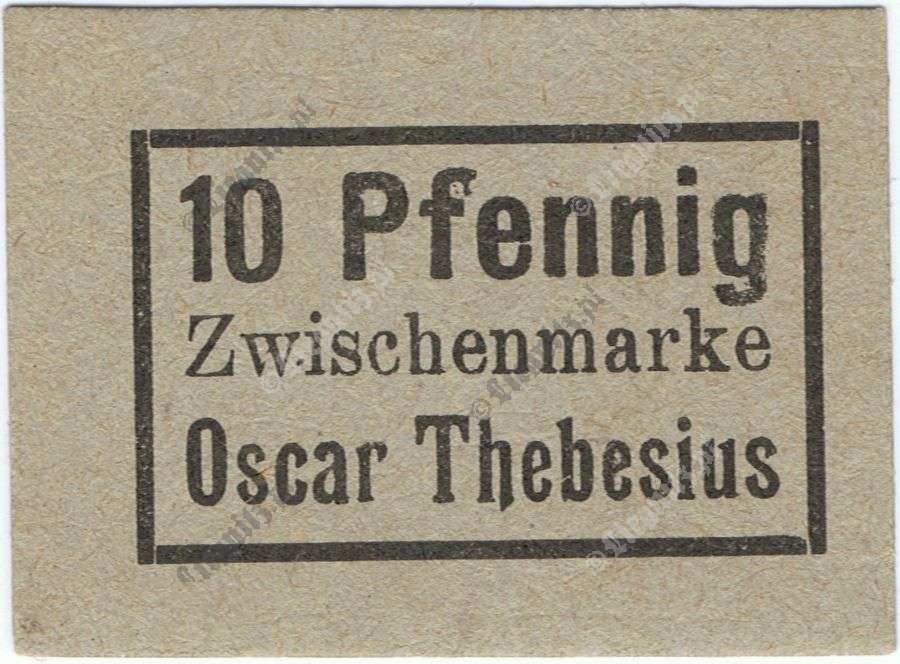 10 Pfennig
Zwischenmarke
Oscar Thebesius